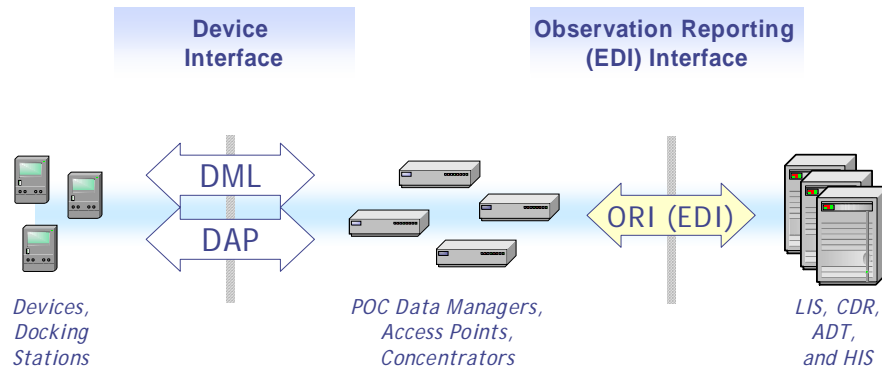 Device
Interface
Observation Reporting
(EDI) Interface
DML
DAP
ORI (EDI)
Devices,
Docking
Stations
POC Data Managers,
Access Points,
Concentrators
LIS, CDR,
ADT,
and HIS